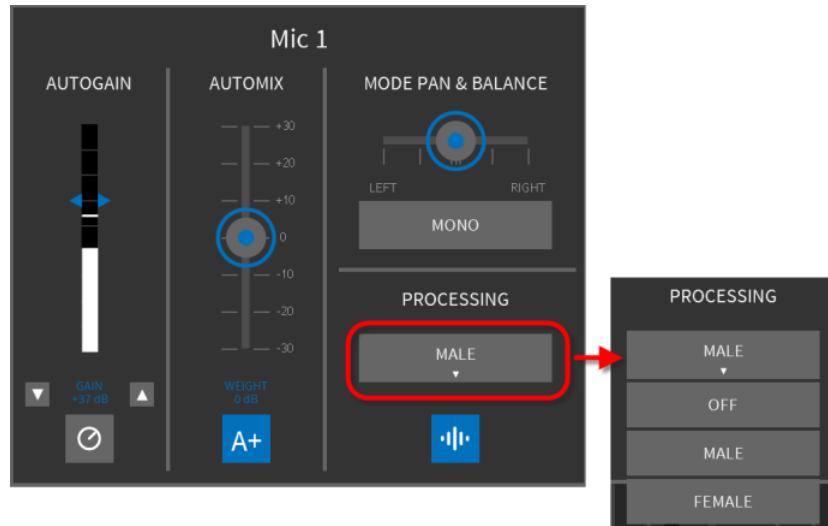 Mic 1
AUTOGAIN
AUTOMIX
MODE PAN & BALANCE
+30
+20
+10
0
-10
-20
-30
LEFT
RIGHT
MONO
PROCESSING
MALE
GAIN
+37 dB
WEIGHT
0 dB
A+
PROCESSING
MALE
OFF
MALE
FEMALE